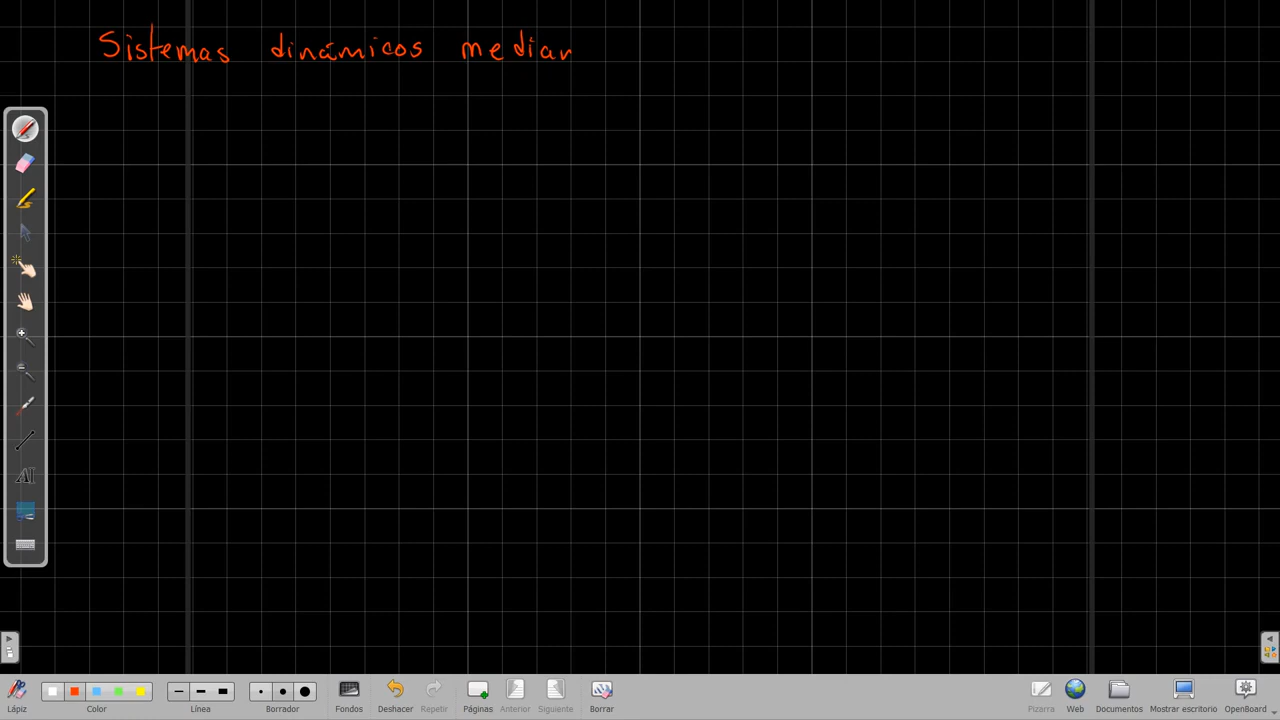 Sistemas dinámicos median
Lápiz
Color
Línea
Borrador
Fondos
Deshacer
Repetir
Páginas
Anterior
Siguiente
Borrar
Pizarra
Web
Documentos
Mostrar escritorio
OpenBoard